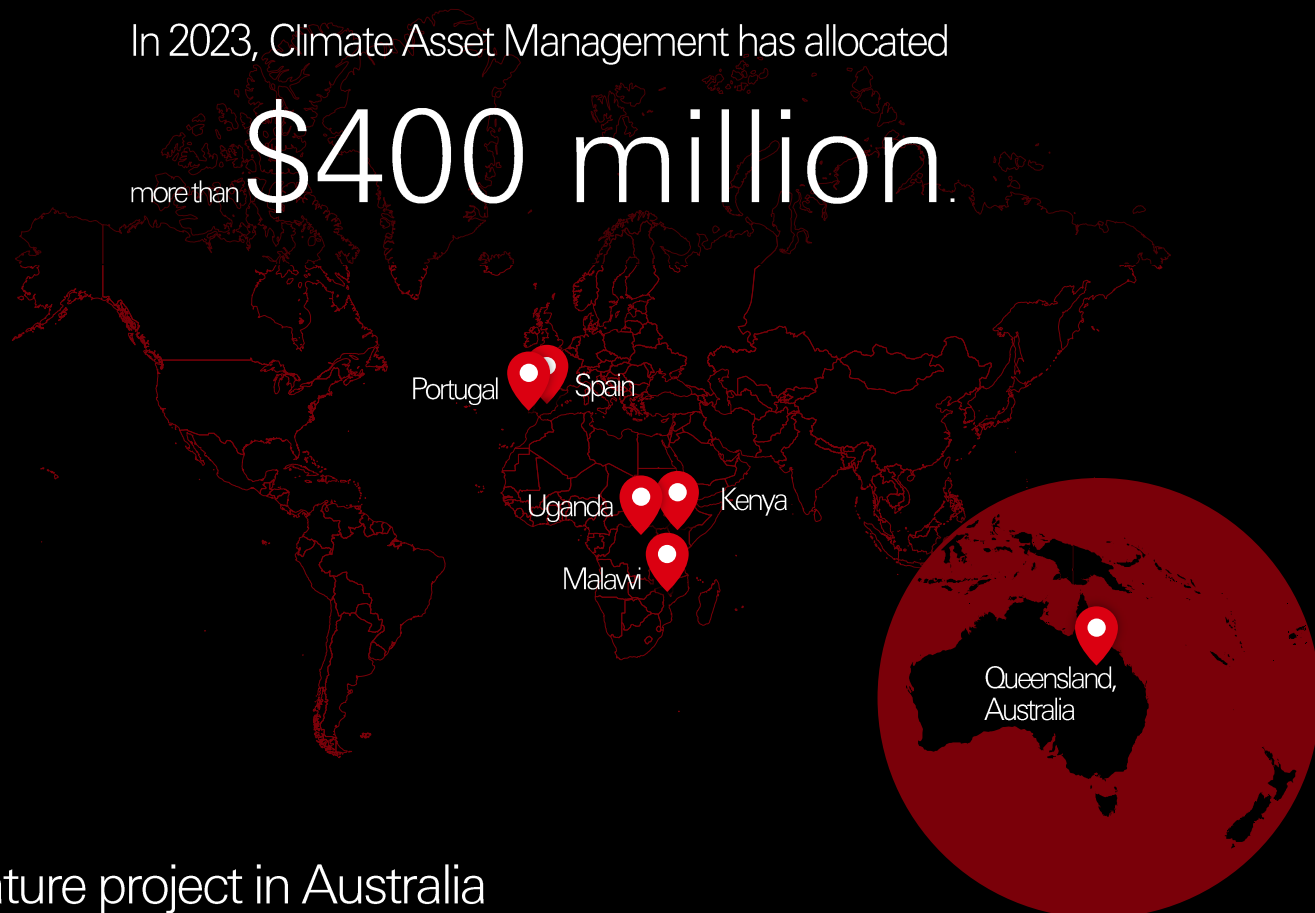 In 2023, Climate Asset Management has allocated
more than $400 million.
Portugal
Spain
Uganda
Kenya
Malawi
Queensland,
Australia
project in Australia